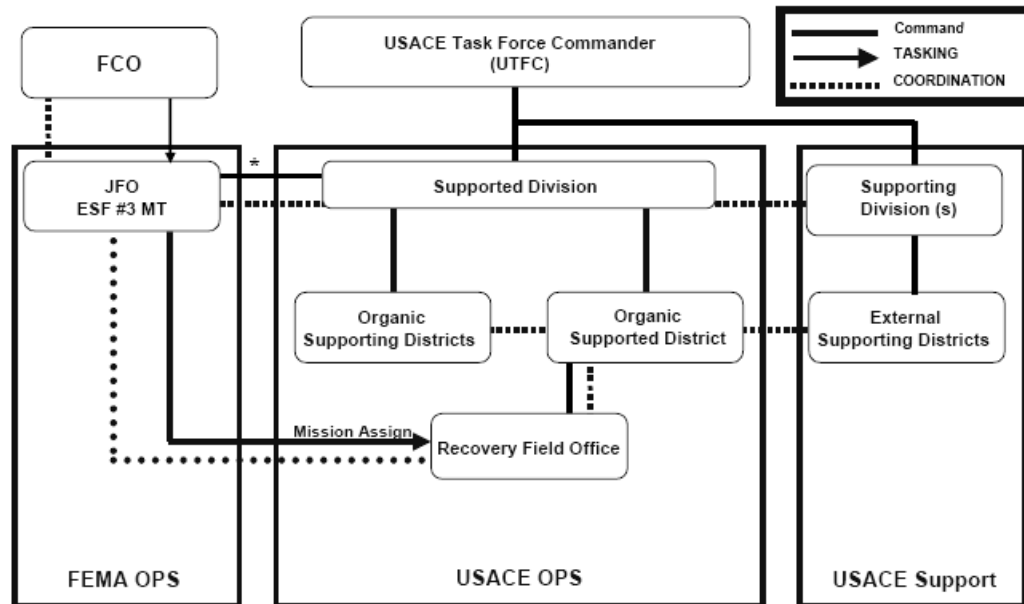 FCO
USACE Task Force Commander
(UTFC)
Command
TASKING
COORDINATION
JFO
ESF #3 MT
*
Supported Division
Supporting
Division (s)
Organic
Supporting Districts
Organic
Supported District
External
Supporting Districts
Mission Assign
Recovery Field Office
FEMA OPS
USACE OPS
USACE Support